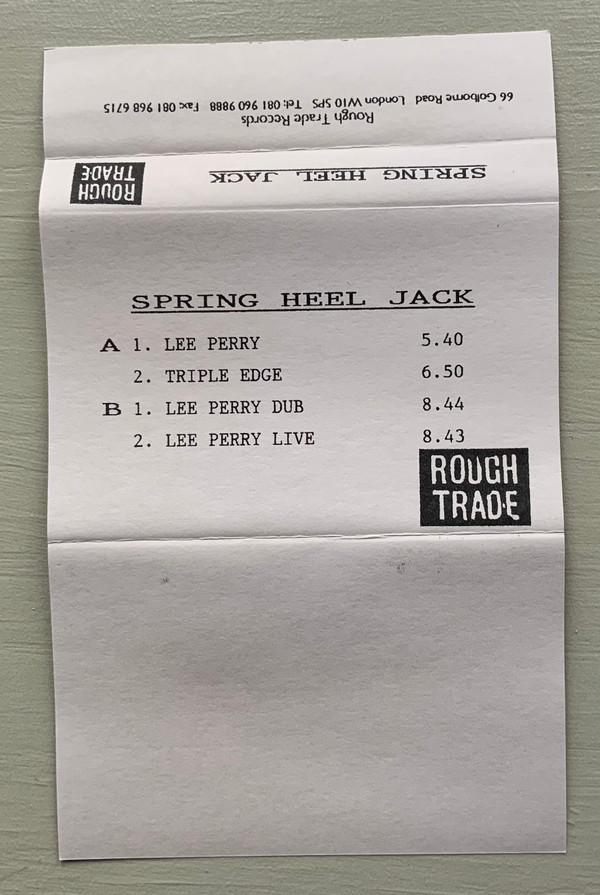 66 Golborne Road London W10 5PS Tel: 081 960 9888 Fax: 081 968 6715
Rough Trade Records
SPRING HEEL JACK
ROUGH
TRADE
SPRING HEEL JACK
A 1. LEE PERRY 5.40
2. TRIPLE EDGE 6.50
B 1. LEE PERRY DUB 8.44
2. LEE PERRY LIVE 8.43
ROUGH
TRADE